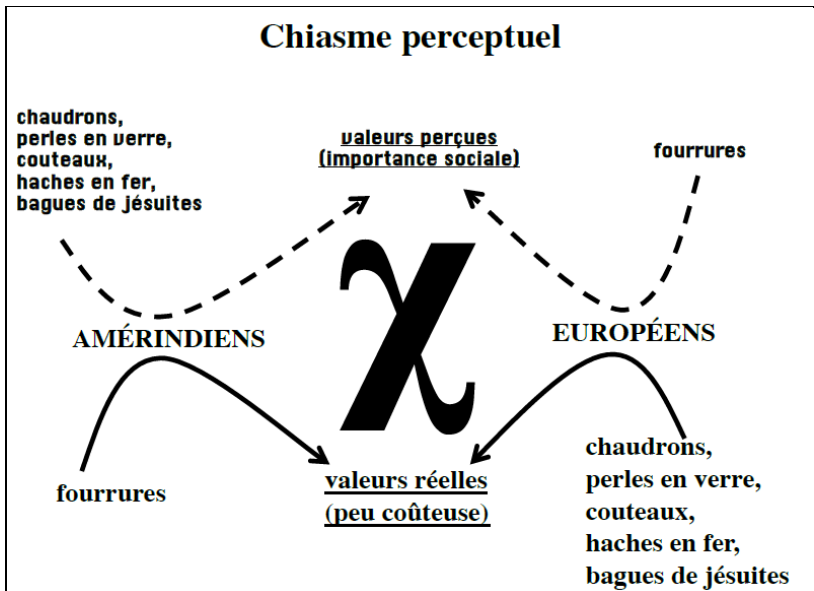 Chiasme perceptuel
chaudrons,
perles en verre,
couteaux,
haches en fer,
bagues de jésuites
valeurs perçues
(importance sociale)
fourrures
χ
AMÉRINDIENS
EUROPÉENS
fourrures
valeurs réelles
(peu coûteuse)
chaudrons,
perles en verre,
couteaux,
haches en fer,
bagues de jésuites